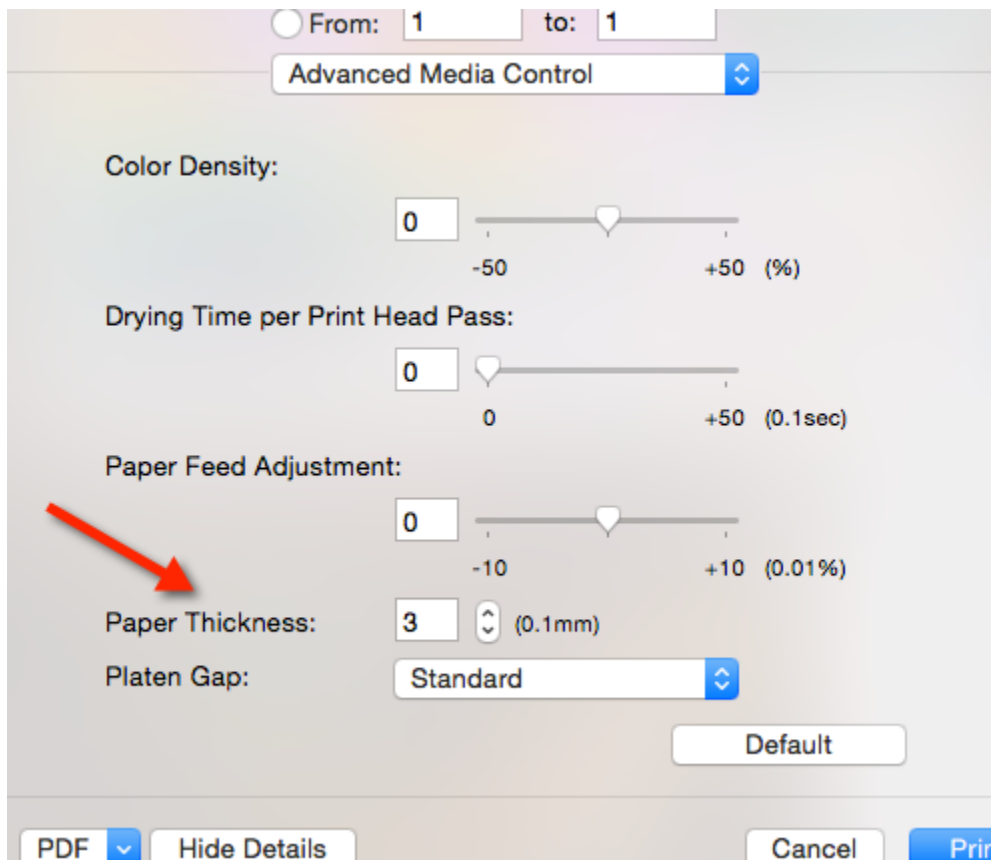 From: 1 to: 1
Advanced Media Control
Color Density:
0
-50 +50 (%)
Drying Time per Print Head Pass:
0
0 +50 (0.1sec)
Paper Feed Adjustment:
0
-10 +10 (0.01%)
Paper Thickness: 3 (0.1mm)
Platen Gap: Standard
Default
PDF Hide Details Cancel Prin